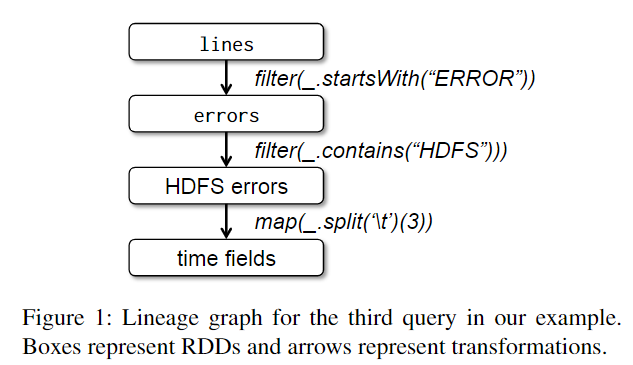 lines
filter(_.startsWith(“ERROR”))
errors
filter(_.contains(“HDFS”)))
HDFS errors
map(_.split(‘\t’)(3))
time fields
Figure 1: Lineage graph for the third query in our example.
Boxes represent RDDs and arrows represent transformations.